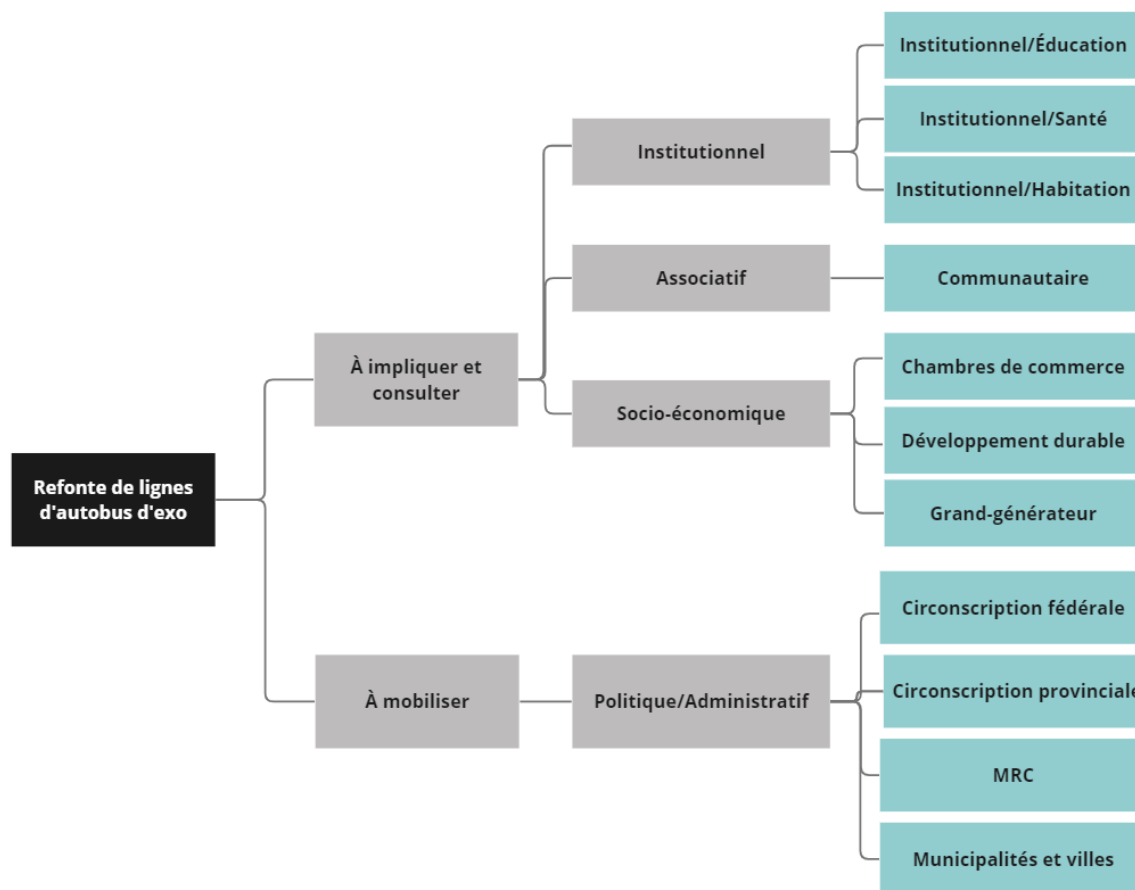 Refonte de lignes
d'autobus d'exo
À impliquer et
consulter
Institutionnel
Institutionnel/Éducation
Institutionnel/Santé
Institutionnel/Habitation
Associatif
Communautaire
Socio-économique
Chambres de commerce
Développement durable
Grand-générateur
À mobiliser
Politique/Administratif
Circonscription fédérale
Circonscription provinciale
MRC
Municipalités et villes